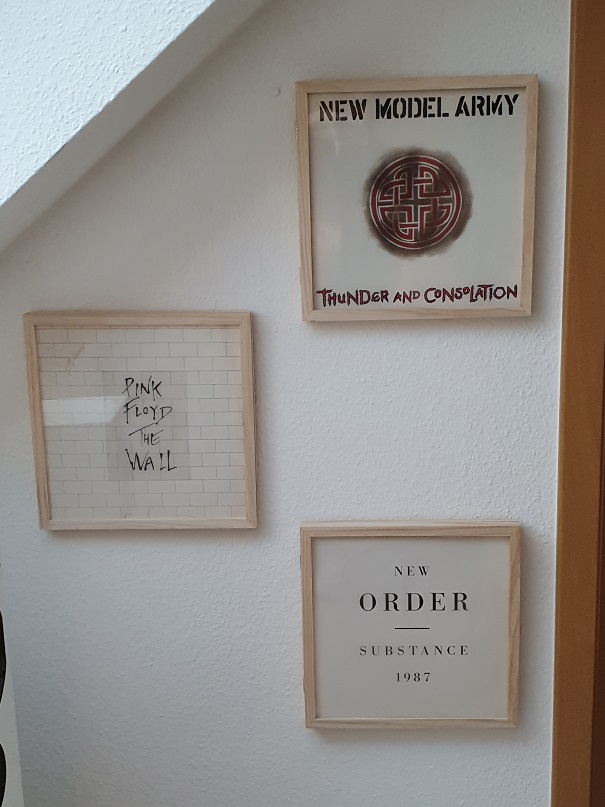 NEW MODEL ARMY
THUNDER AND CONSOLATION
PINK
FLOYD
THE
WALL
NEW
ORDER
SUBSTANCE
1987